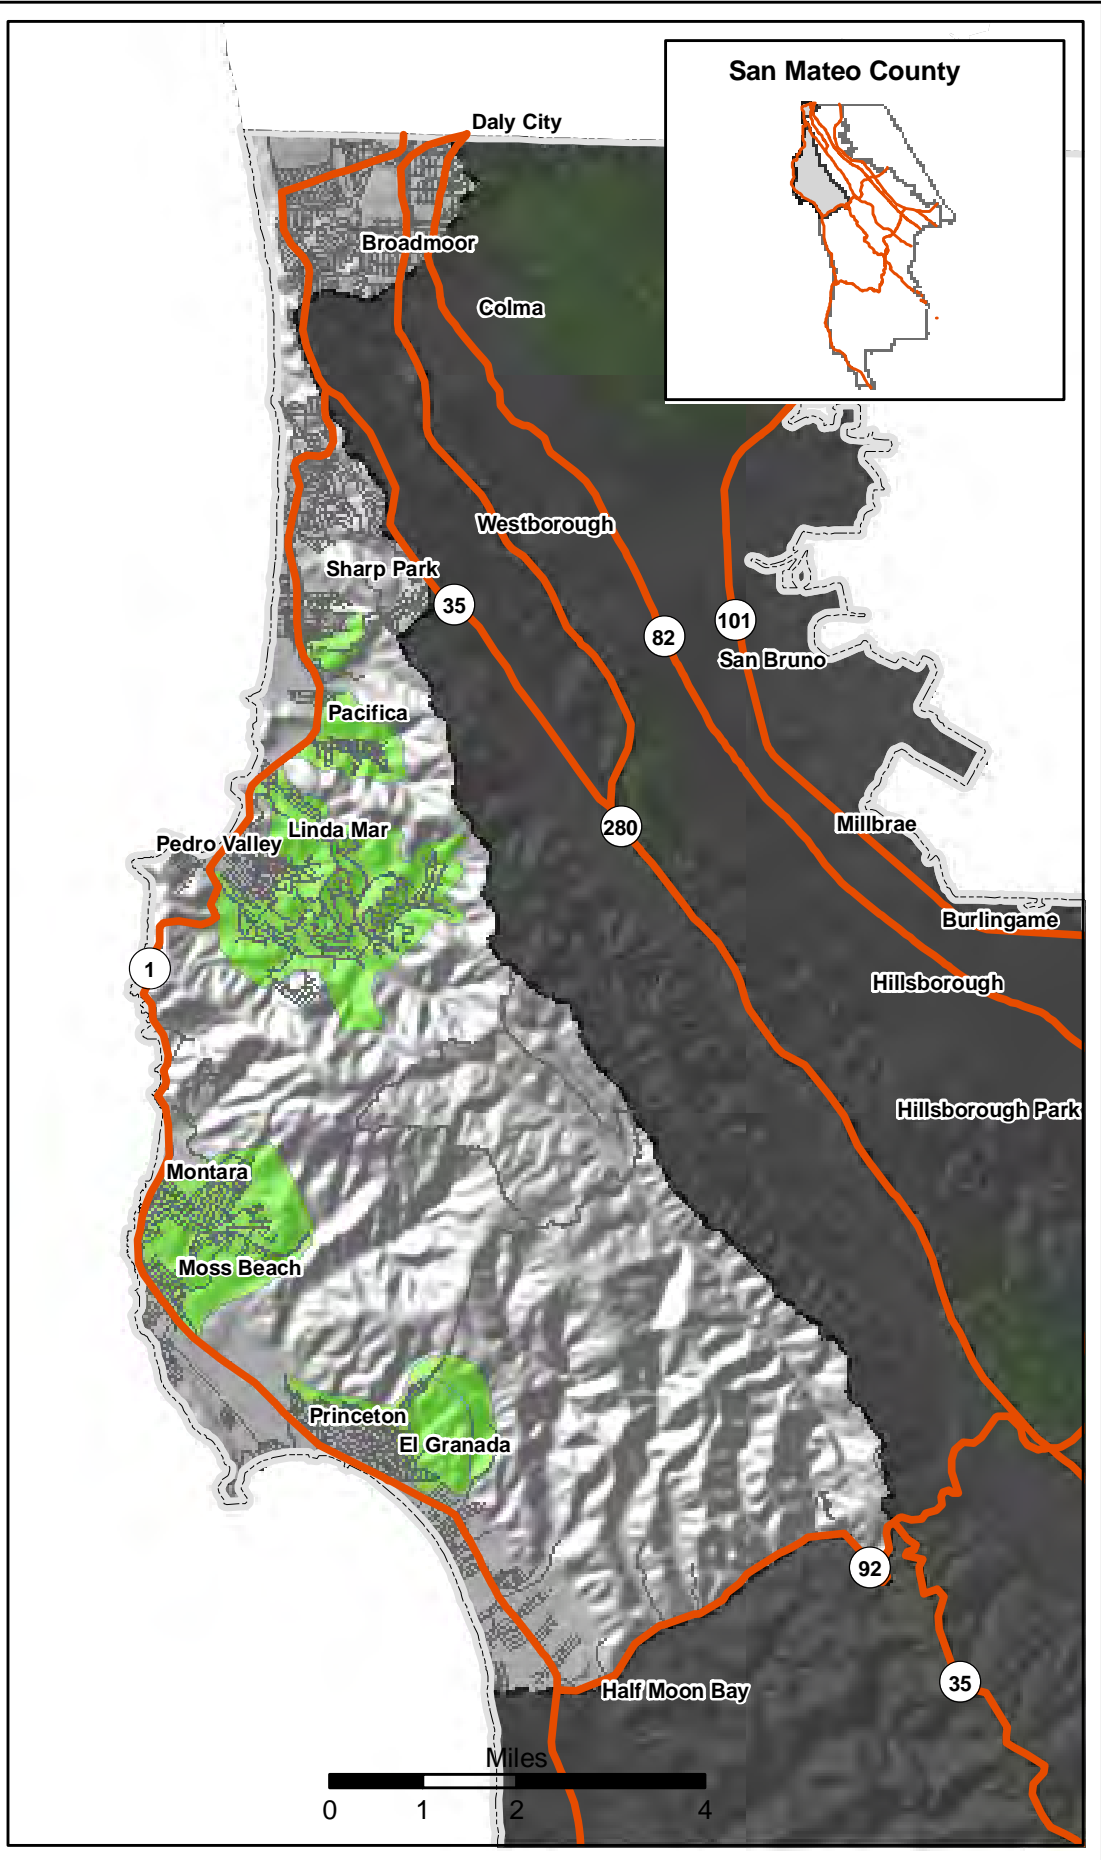 San Mateo County
Daly City
Broadmoor
Colma
Westborough
Sharp Park
35
82
101
San Bruno
Pacifica
280
Millbrae
Linda Mar
Pedro Valley
Burlingame
1
Hillsborough
Hillsborough Park
Montara
Moss Beach
Princeton
El Granada
92
35
Half Moon Bay
Miles
0 1 2 4